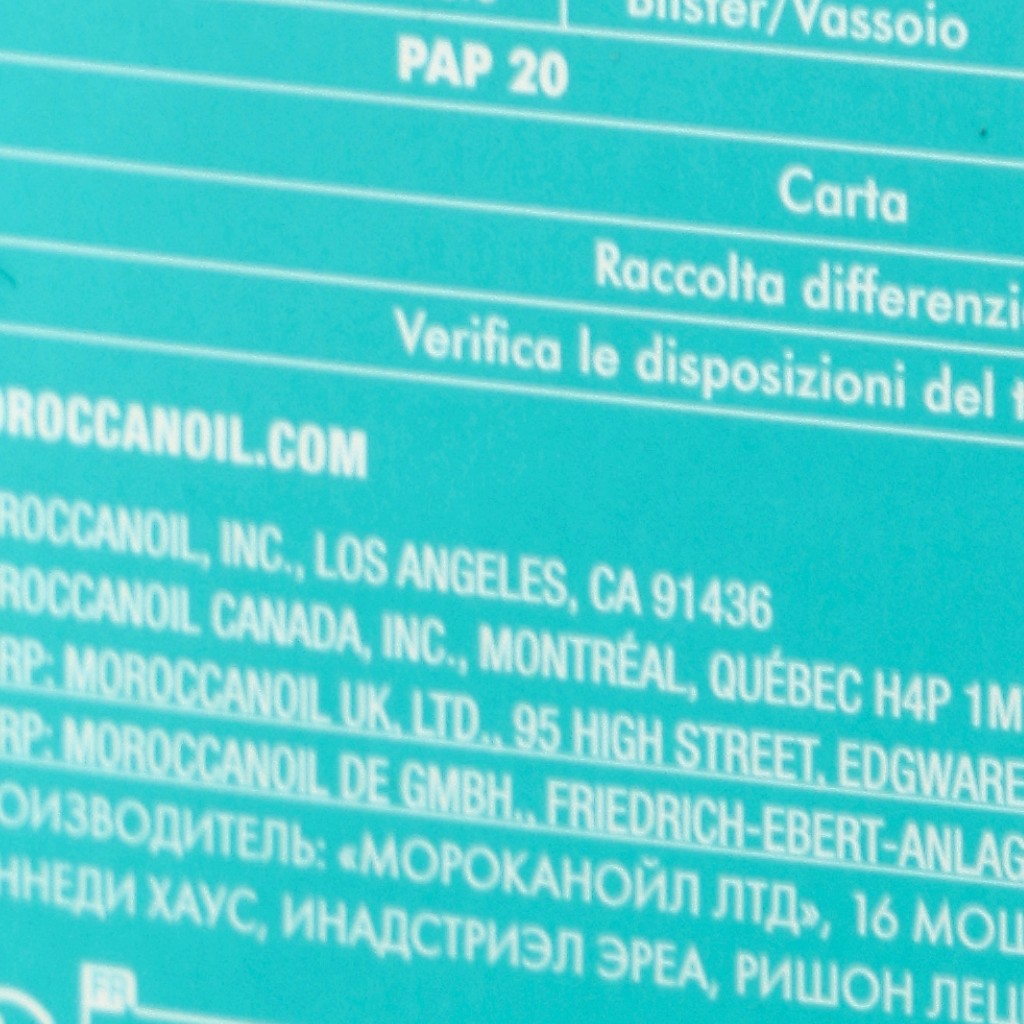 Blister/Vassoio
PAP 20
Carta
Raccolta differenzi
Verifica le disposizioni del t
OROCCANOIL.COM
ROCCANOIL, INC., LOS ANGELES, CA 91436
ROCCANOIL CANADA, INC., MONTRÉAL, QUÉBEC H4P 1M
RP: MOROCCANOIL UK, LTD., 95 HIGH STREET, EDGWARE
RP: MOROCCANOIL DE GMBH., FRIEDRICH-EBERT-ANLAG
ОИЗВОДИТЕЛЬ: «МОРОКАНОЙЛ ЛТД», 16 МОШ
ННЕДИ ХАУС, ИНАДСТРИЭЛ ЭРЕА, РИШОН ЛЕЦ
FR